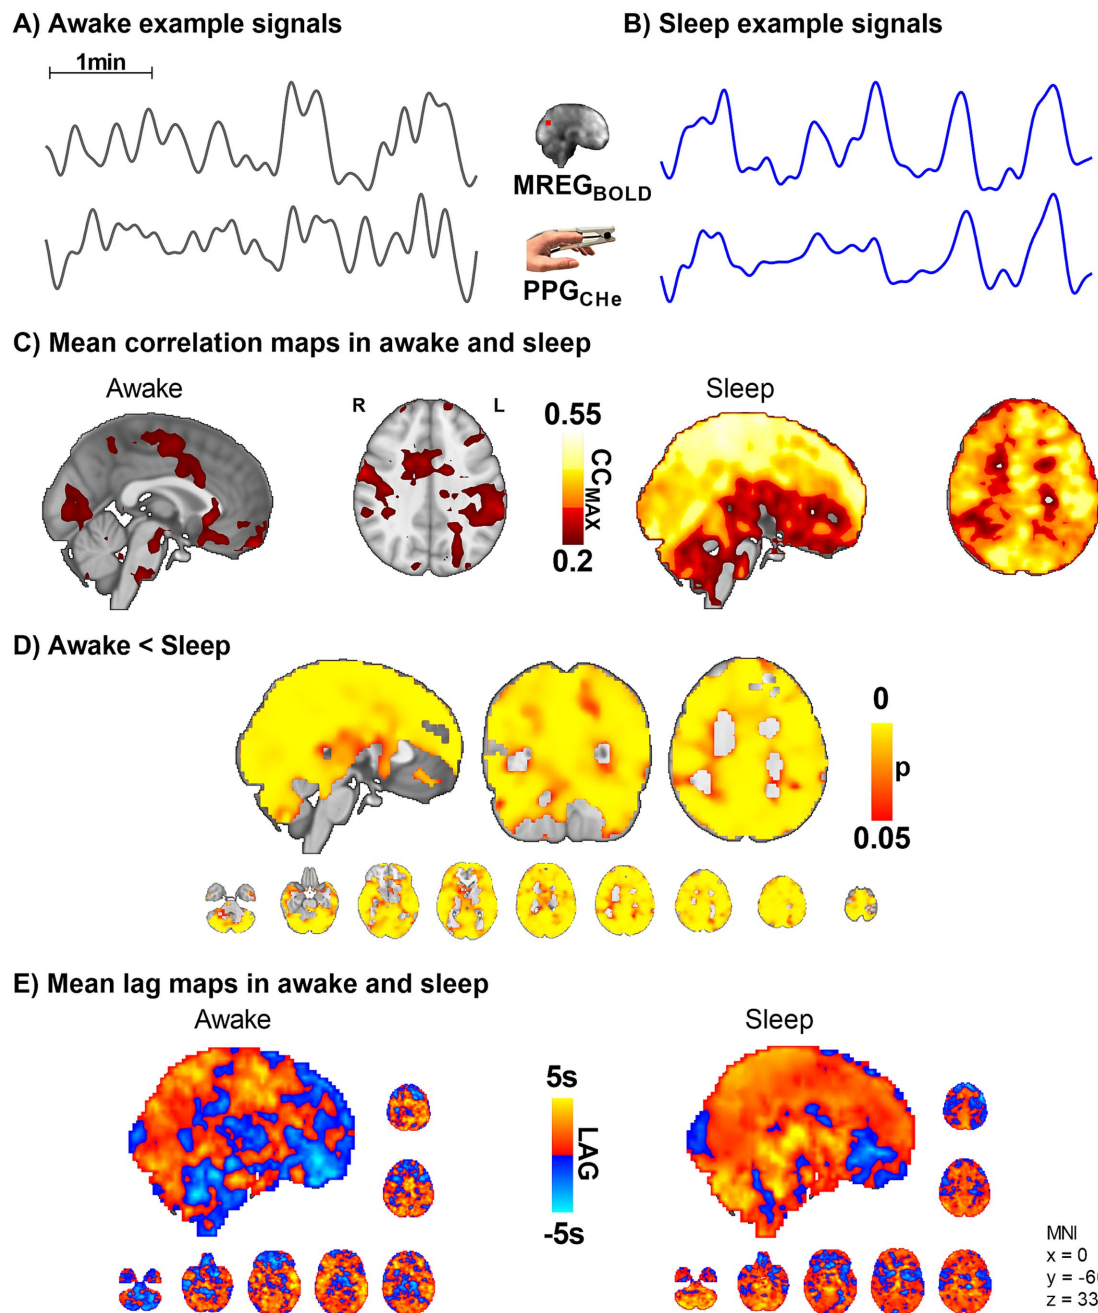 A) Awake example signals
B) Sleep example signals
1min
MREGBOLD
PPGCHe
C) Mean correlation maps in awake and sleep
Awake
R
L
0.55
CCMAX
0.2
Sleep
D) Awake < Sleep
0
p
0.05
E) Mean lag maps in awake and sleep
Awake
Sleep
5s
LAG
-5s
MNI
x = 0
y = -6
z = 33